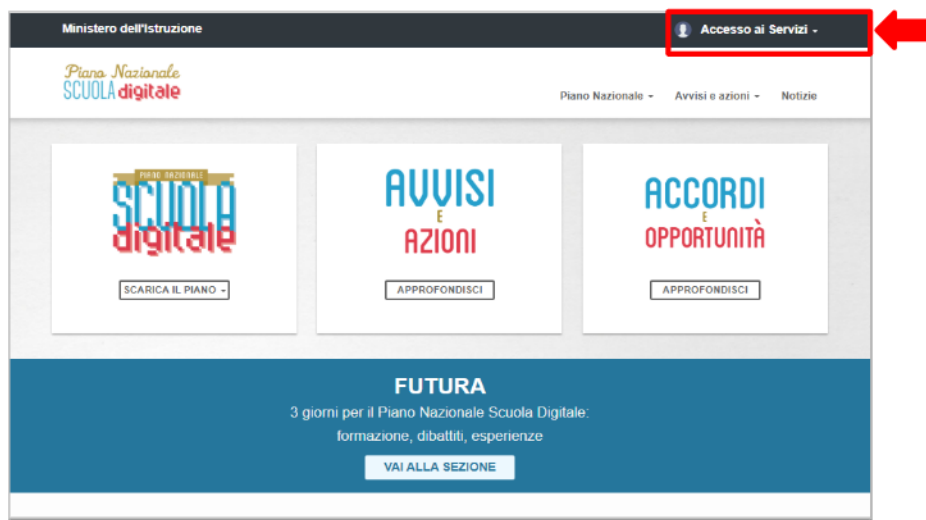 Ministero dell'Istruzione
Accesso ai Servizi
Piano Nazionale
SCUOLA digitale
Piano Nazionale
Avvisi e azioni
Notizie
PIANO NAZIONALE
SCUOLA
digitale
SCARICA IL PIANO
AVVISI
E
AZIONI
APPROFONDISCI
ACCORDI
E
OPPORTUNITÀ
APPROFONDISCI
FUTURA
3 giorni per il Piano Nazionale Scuola Digitale:
formazione, dibattiti, esperienze
VAI ALLA SEZIONE